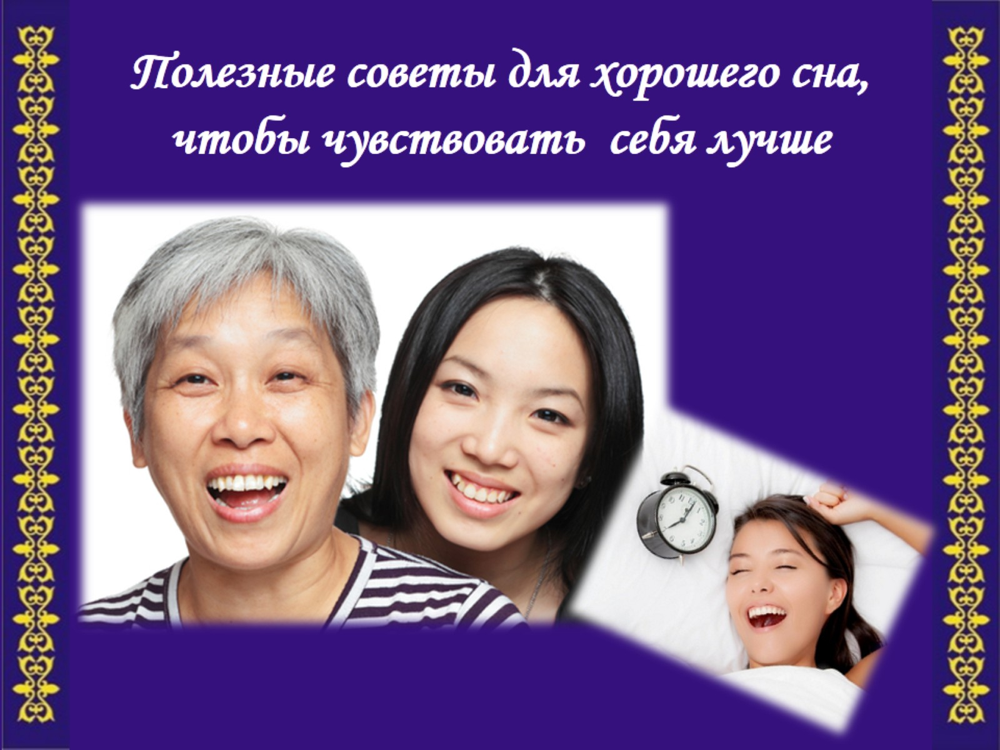 Полезные советы для хорошего сна,
чтобы чувствовать себя лучше